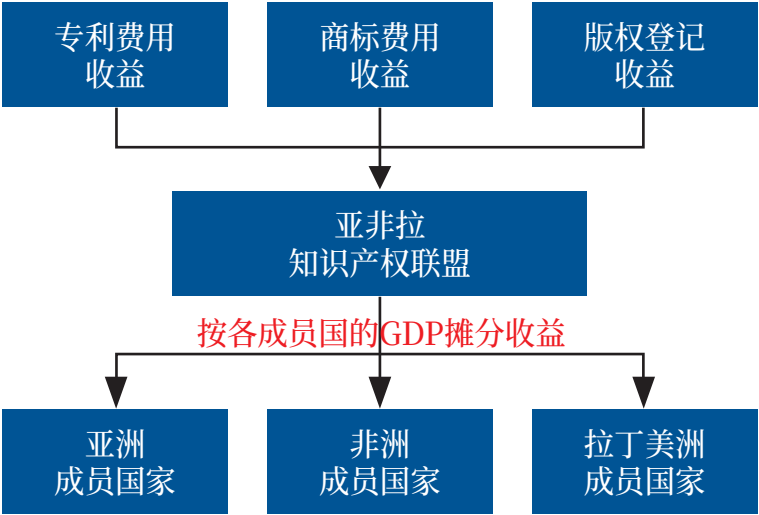 专利费用
收益
商标费用
收益
版权登记
收益
亚非拉
知识产权联盟
按各成员国的GDP摊分收益
亚洲
成员国家
非洲
成员国家
拉丁美洲
成员国家